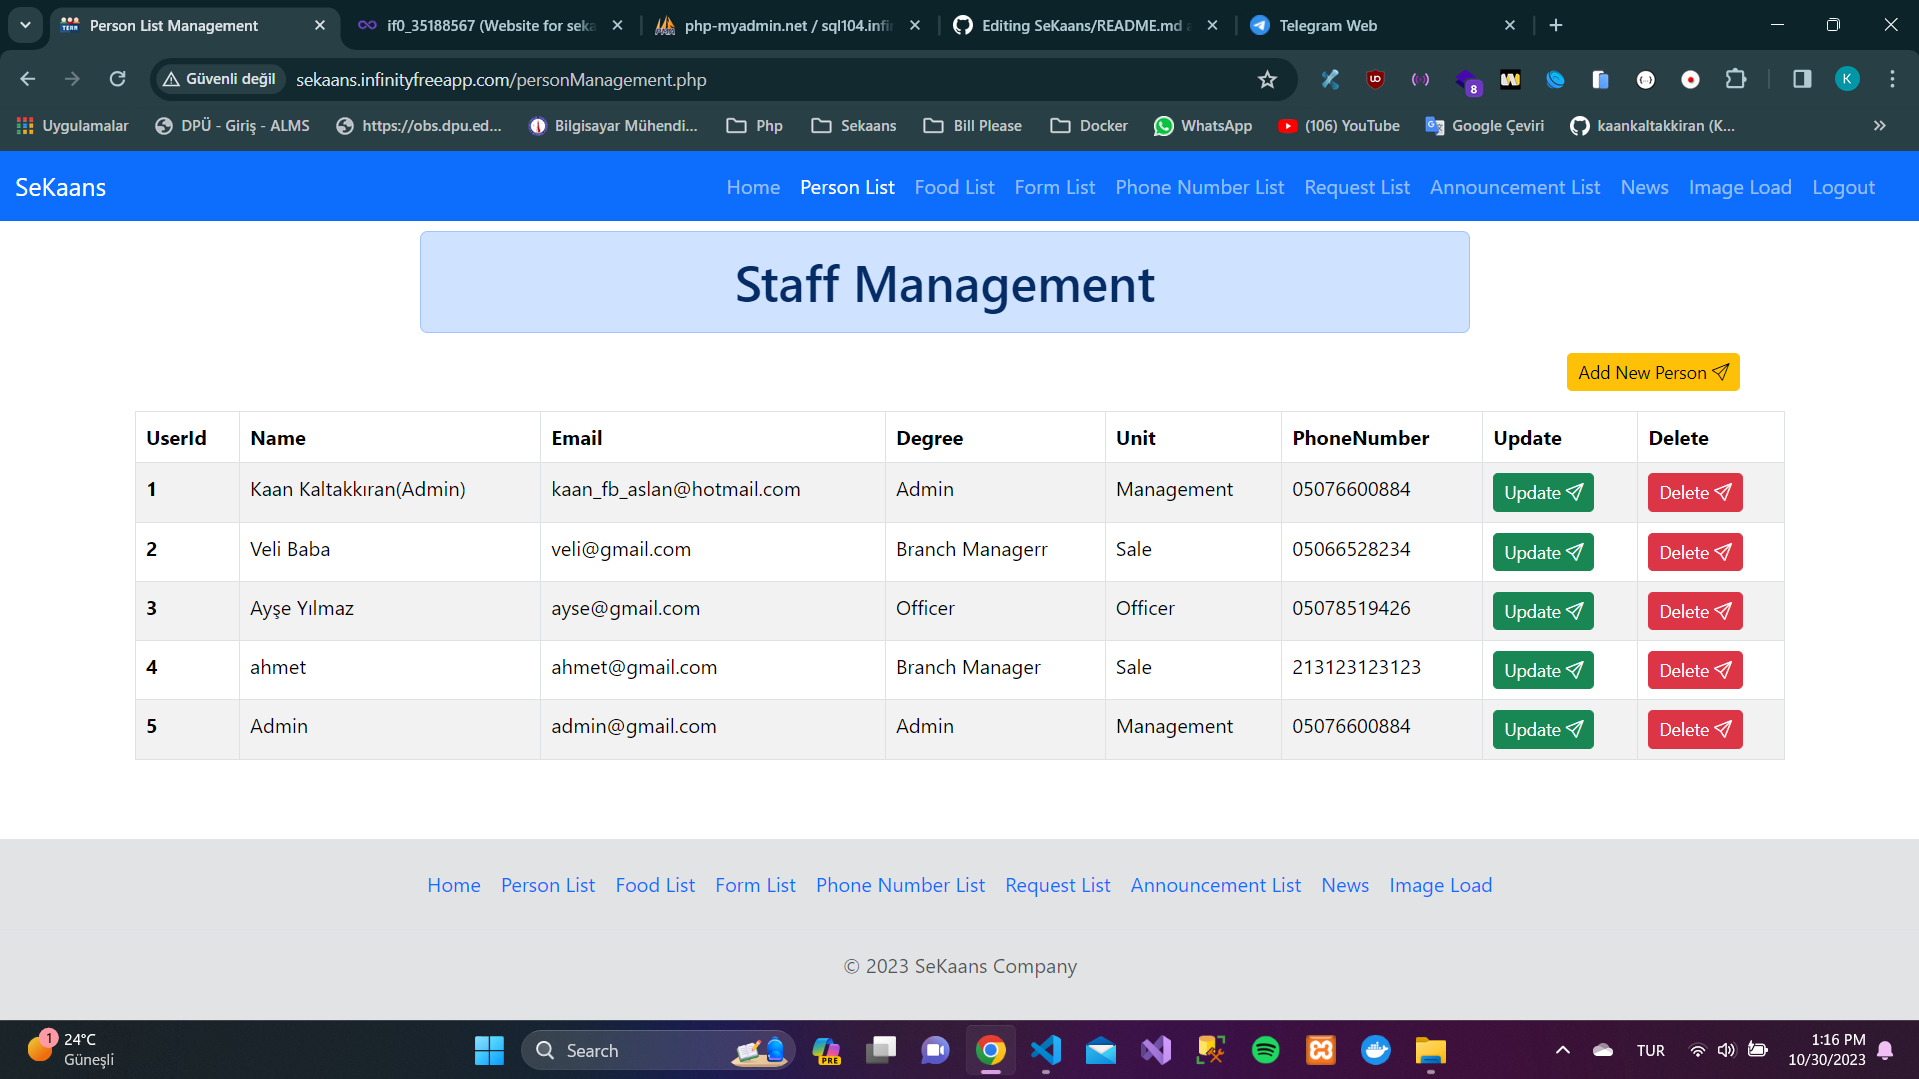 Person List Management
if0_35188567 (Website for seka
php-myadmin.net / sql104.infi
Editing SeKaans/README.md a
Telegram Web
Güvenli değil
sekaans.infinityfreeapp.com/personManagement.php
8
K
Uygulamalar
DPÜ - Giriş - ALMS
https://obs.dpu.ed...
Bilgisayar Mühendi...
Php
Sekaans
Bill Please
Docker
WhatsApp
(106) YouTube
Google Çeviri
kaankaltakkiran (K...
SeKaans
Home Person List Food List Form List Phone Number List Request List Announcement List News Image Load Logout
Staff Management
Add New Person
UserId Name Email Degree Unit PhoneNumber Update Delete
1 Kaan Kaltakkıran(Admin) kaan_fb_aslan@hotmail.com Admin Management 05076600884 Update Delete
2 Veli Baba veli@gmail.com Branch Managerr Sale 05066528234 Update Delete
3 Ayşe Yılmaz ayse@gmail.com Officer Officer 05078519426 Update Delete
4 ahmet ahmet@gmail.com Branch Manager Sale 213123123123 Update Delete
5 Admin admin@gmail.com Admin Management 05076600884 Update Delete
Home Person List Food List Form List Phone Number List Request List Announcement List News Image Load
© 2023 SeKaans Company
1
24°C
Güneşli
Search
PRE
TUR
1:16 PM
10/30/2023